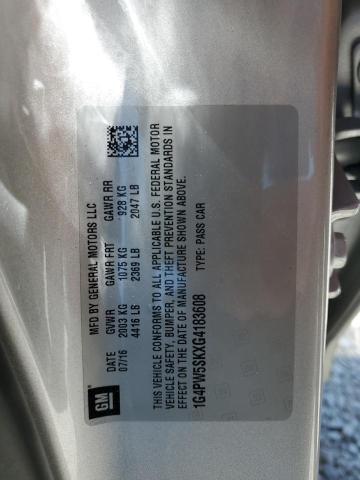 MFD BY GENERAL MOTORS LLC
DATE GVWR GAWR FRT GAWR RR
07/16 2003 KG 1075 KG 928 KG
4416 LB 2369 LB 2047 LB
GM
THIS VEHICLE CONFORMS TO ALL APPLICABLE U.S. FEDERAL MOTOR
VEHICLE SAFETY, BUMPER, AND THEFT PREVENTION STANDARDS IN
EFFECT ON THE DATE OF MANUFACTURE SHOWN ABOVE.
1G4PW5SKXG4183608 TYPE: PASS CAR